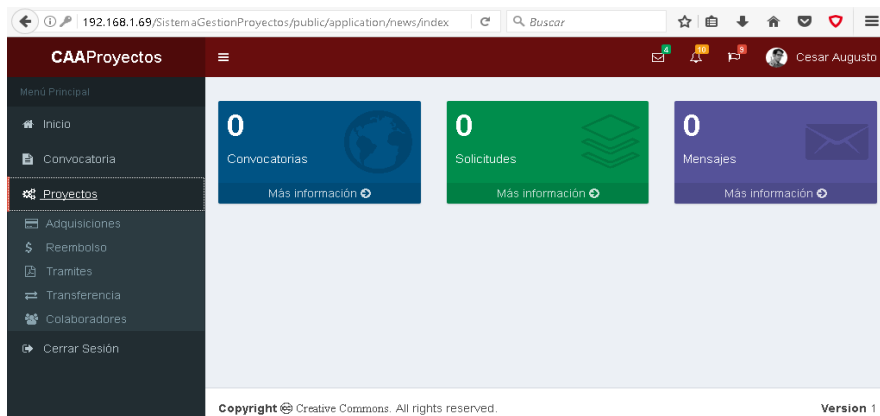 192.168.1.69/SistemaGestionProyectos/public/application/news/index
Buscar
CAAProyectos
4
10
9
Cesar Augusto
Menú Principal
Inicio
Convocatoria
Proyectos
Adquisiciones
Reembolso
Tramites
Transferencia
Colaboradores
Cerrar Sesión
0
Convocatorias
Más información
0
Solicitudes
Más información
0
Mensajes
Más información
Copyright Creative Commons. All rights reserved.
Version 1